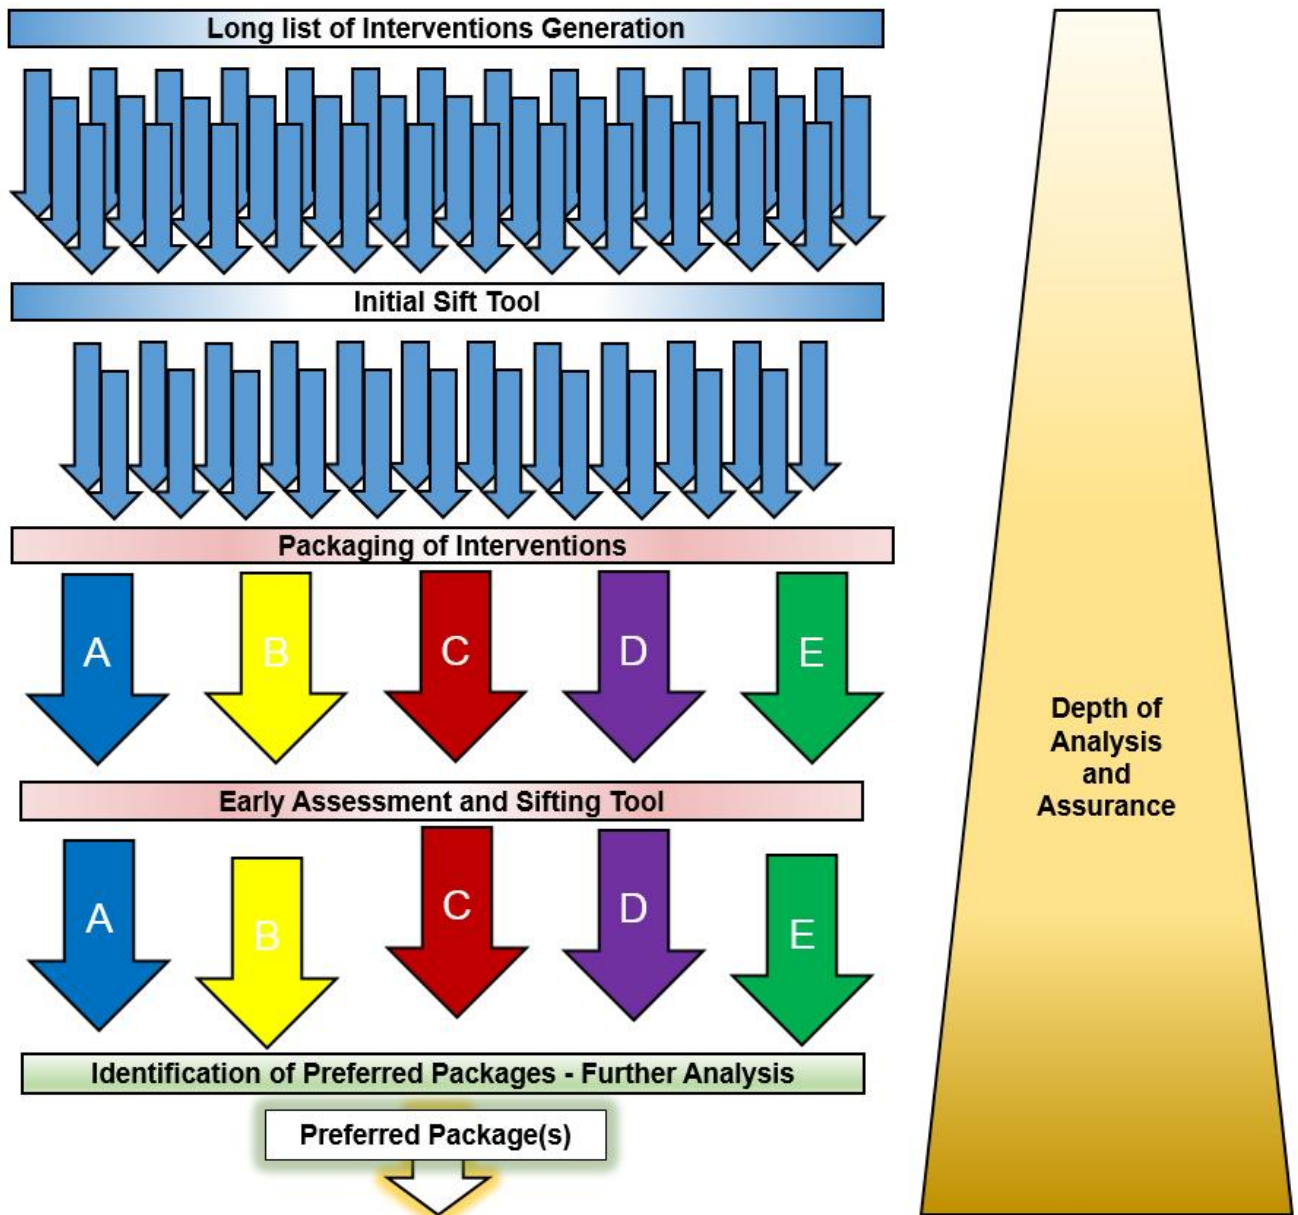 Long list of Interventions Generation
Initial Sift Tool
Packaging of Interventions
A
B
C
D
E
Early Assessment and Sifting Tool
A
B
C
D
E
Identification of Preferred Packages - Further Analysis
Preferred Package(s)
Depth of
Analysis
and
Assurance